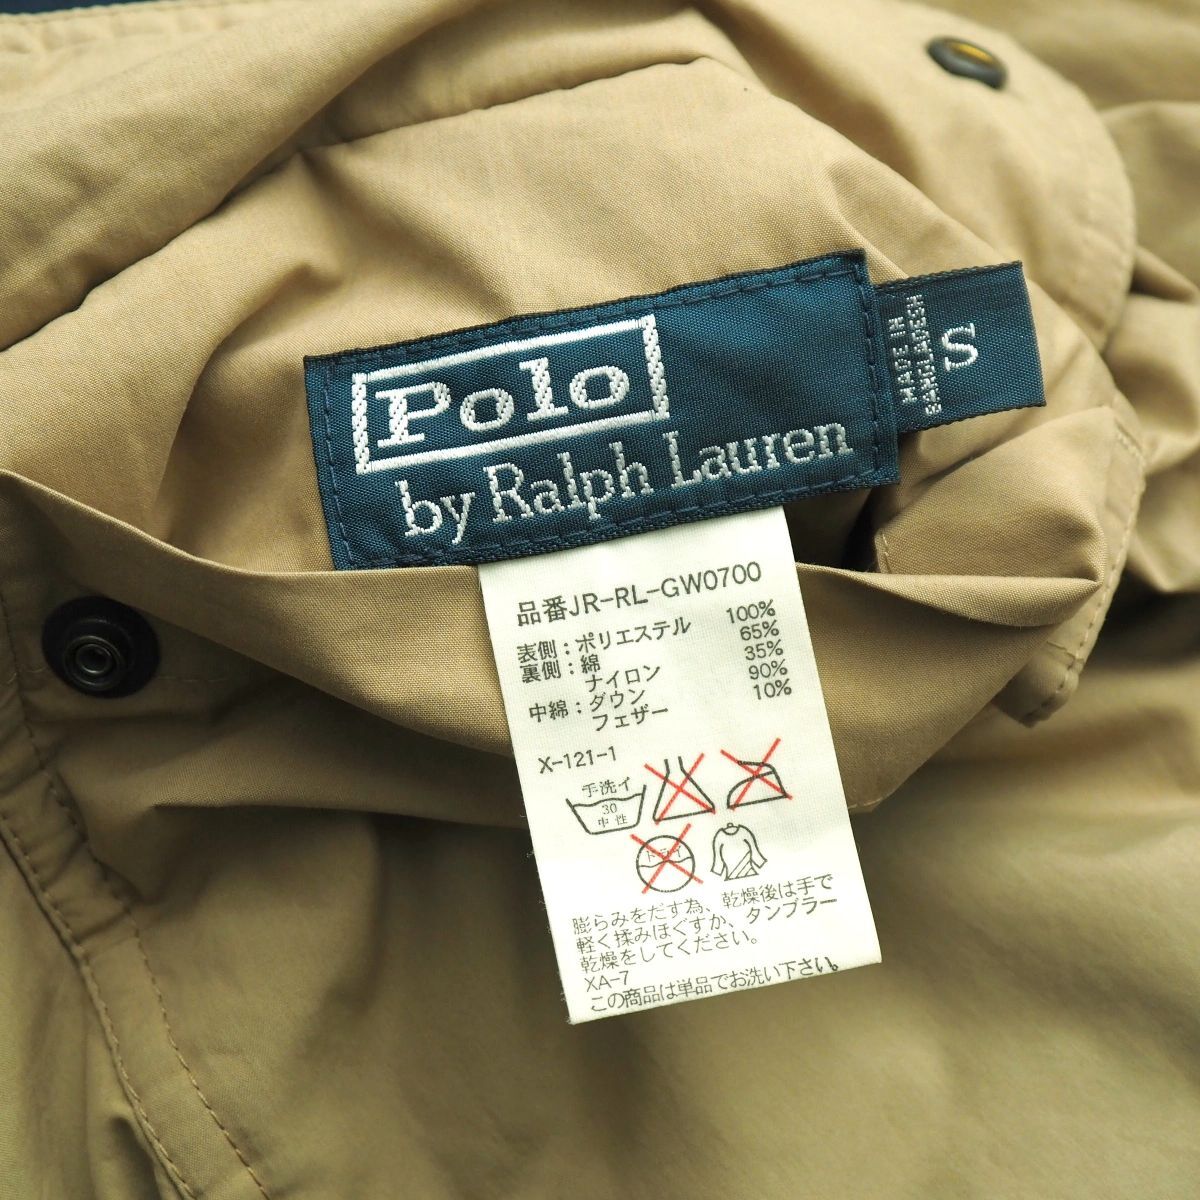 Polo
by Ralph Lauren
MADE IN
BANGLADESH
S
品番JR-RL-GW0700
表側：ポリエステル 100%
裏側：綿 65%
ナイロン 35%
中綿：ダウン 90%
フェザー 10%
X-121-1
手洗イ
30
中性
ドライ
膨らみをだす為、乾燥後は手で
軽く揉みほぐすか、タンブラー
乾燥をしてください。
XA-7
この商品は単品でお洗い下さい。